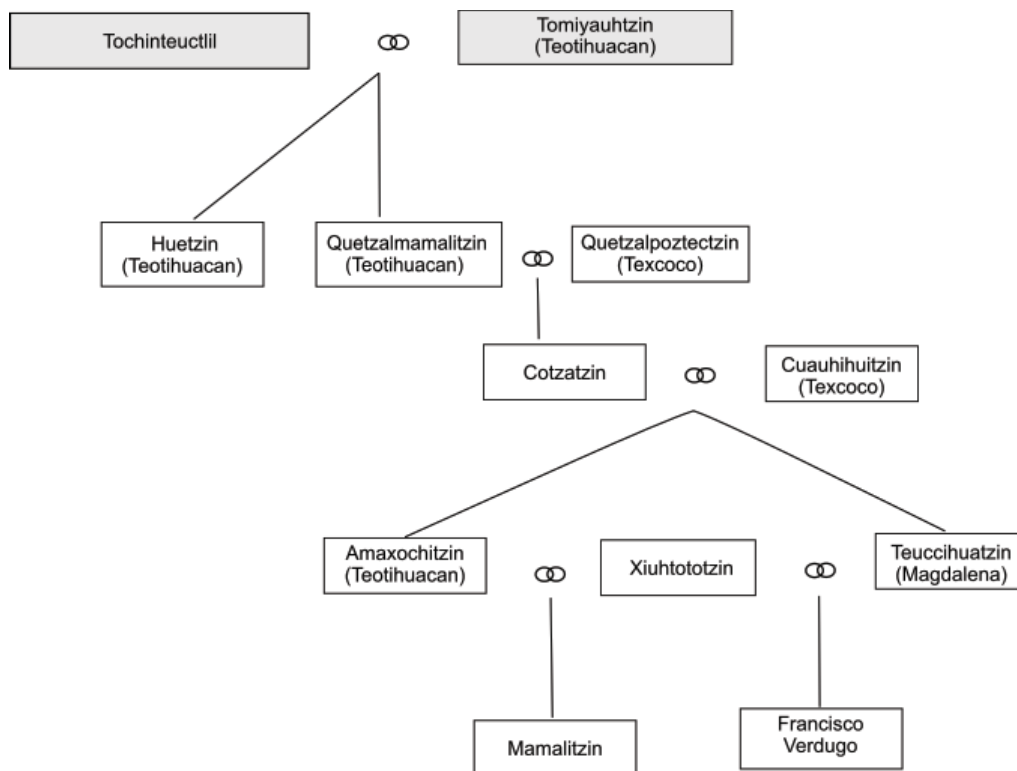 Tochinteuctlil
Tomiyauhtzin
(Teotihuacan)
Huetzin
(Teotihuacan)
Quetzalmamalitzin
(Teotihuacan)
Quetzalpoztectzin
(Texcoco)
Cotzatzin
Cuauhihuitzin
(Texcoco)
Amaxochitzin
(Teotihuacan)
Xiuhtototzin
Teuccihuatzin
(Magdalena)
Mamalitzin
Francisco
Verdugo